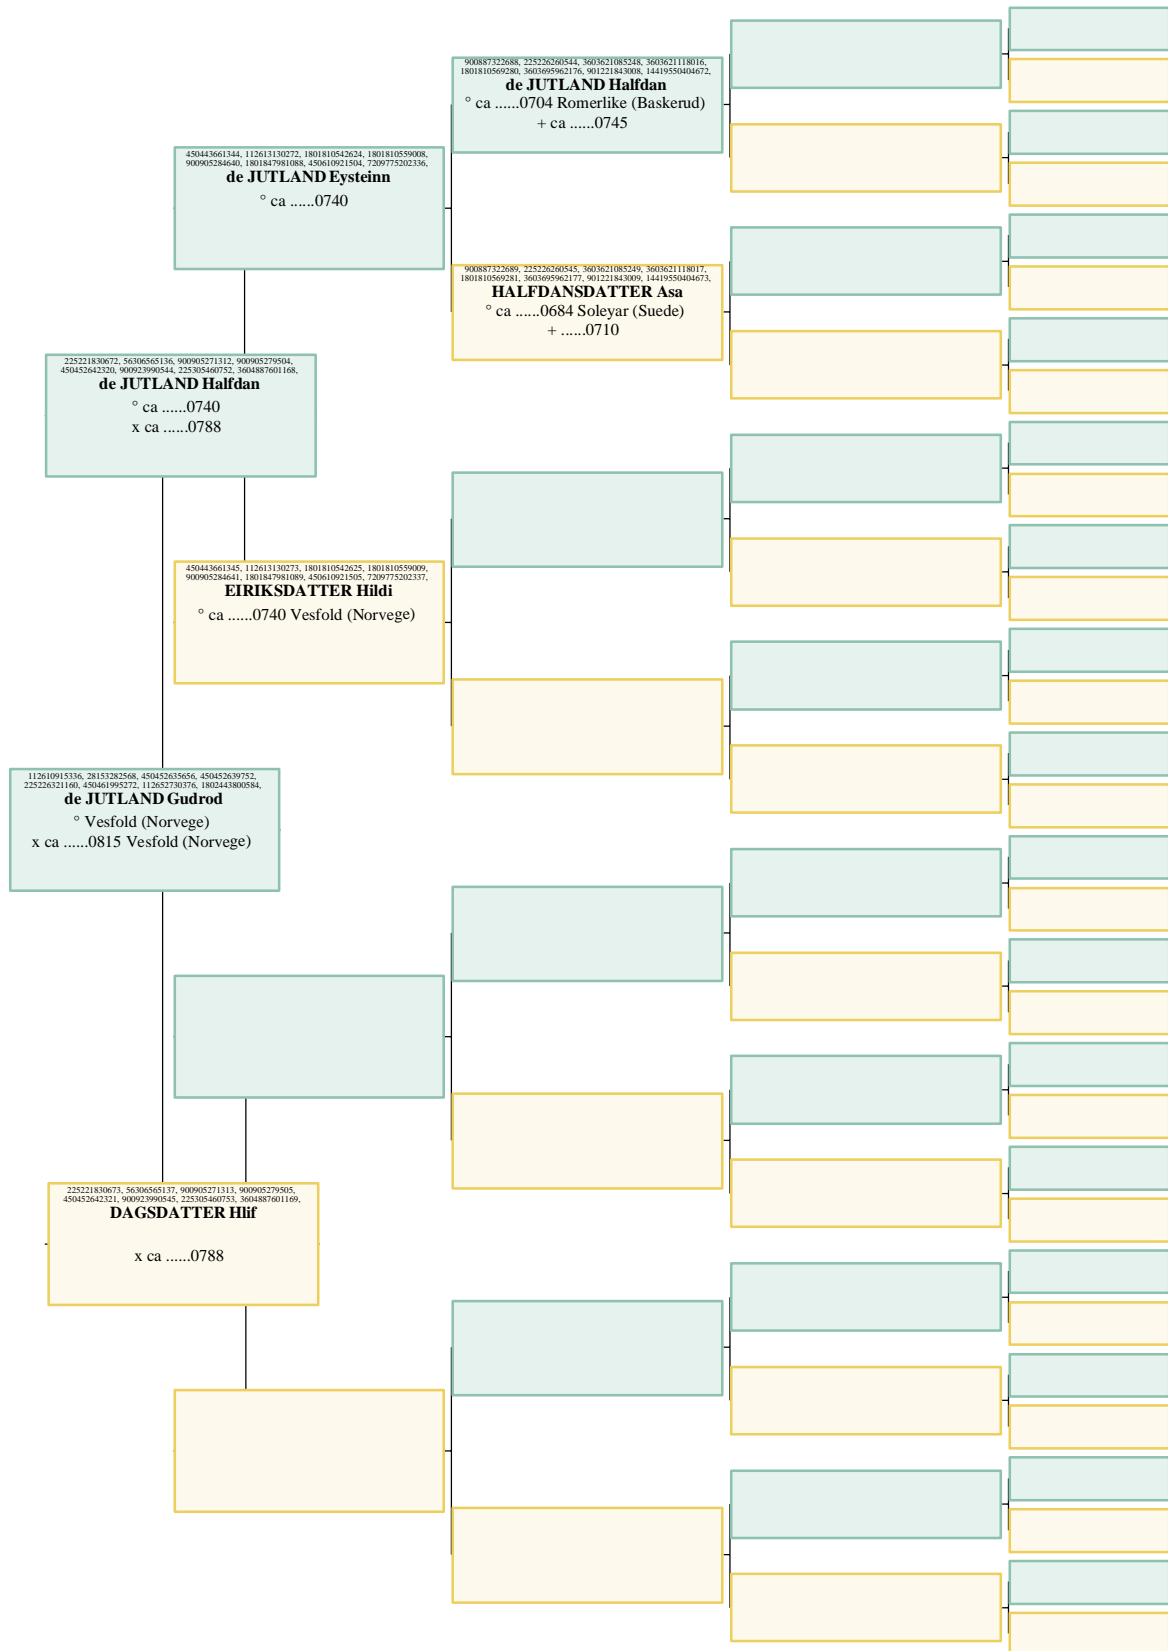 900887322688, 225226260544, 3603621085248, 3603621118016,
1801810569280, 3603695962176, 901221843008, 14419550404672,
de JUTLAND Halfdan
° ca ......0704 Romerlike (Baskerud)
+ ca ......0745
450443661344, 112613130272, 1801810542624, 1801810559008,
900905284640, 1801847981088, 450610921504, 7209775202336,
de JUTLAND Eysteinn
° ca ......0740
900887322689, 225226260545, 3603621085249, 3603621118017,
1801810569281, 3603695962177, 901221843009, 14419550404673,
HALFDANSDATTER Asa
° ca ......0684 Soleyar (Suede)
+ ......0710
225221830672, 56306565136, 900905271312, 900905279504,
450452642320, 900923990544, 225305460752, 3604887601168,
de JUTLAND Halfdan
° ca ......0740
x ca ......0788
450443661345, 112613130273, 1801810542625, 1801810559009,
900905284641, 1801847981089, 450610921505, 7209775202337,
EIRIKSDATTER Hildi
° ca ......0740 Vesfold (Norvege)
112610915336, 28153282568, 450452635656, 450452639752,
225226321160, 450461995272, 112652730376, 1802443800584,
de JUTLAND Gudrod
° Vesfold (Norvege)
x ca ......0815 Vesfold (Norvege)
225221830673, 56306565137, 900905271313, 900905279505,
450452642321, 900923990545, 225305460753, 3604887601169,
DAGSDATTER Hlif
x ca ......0788